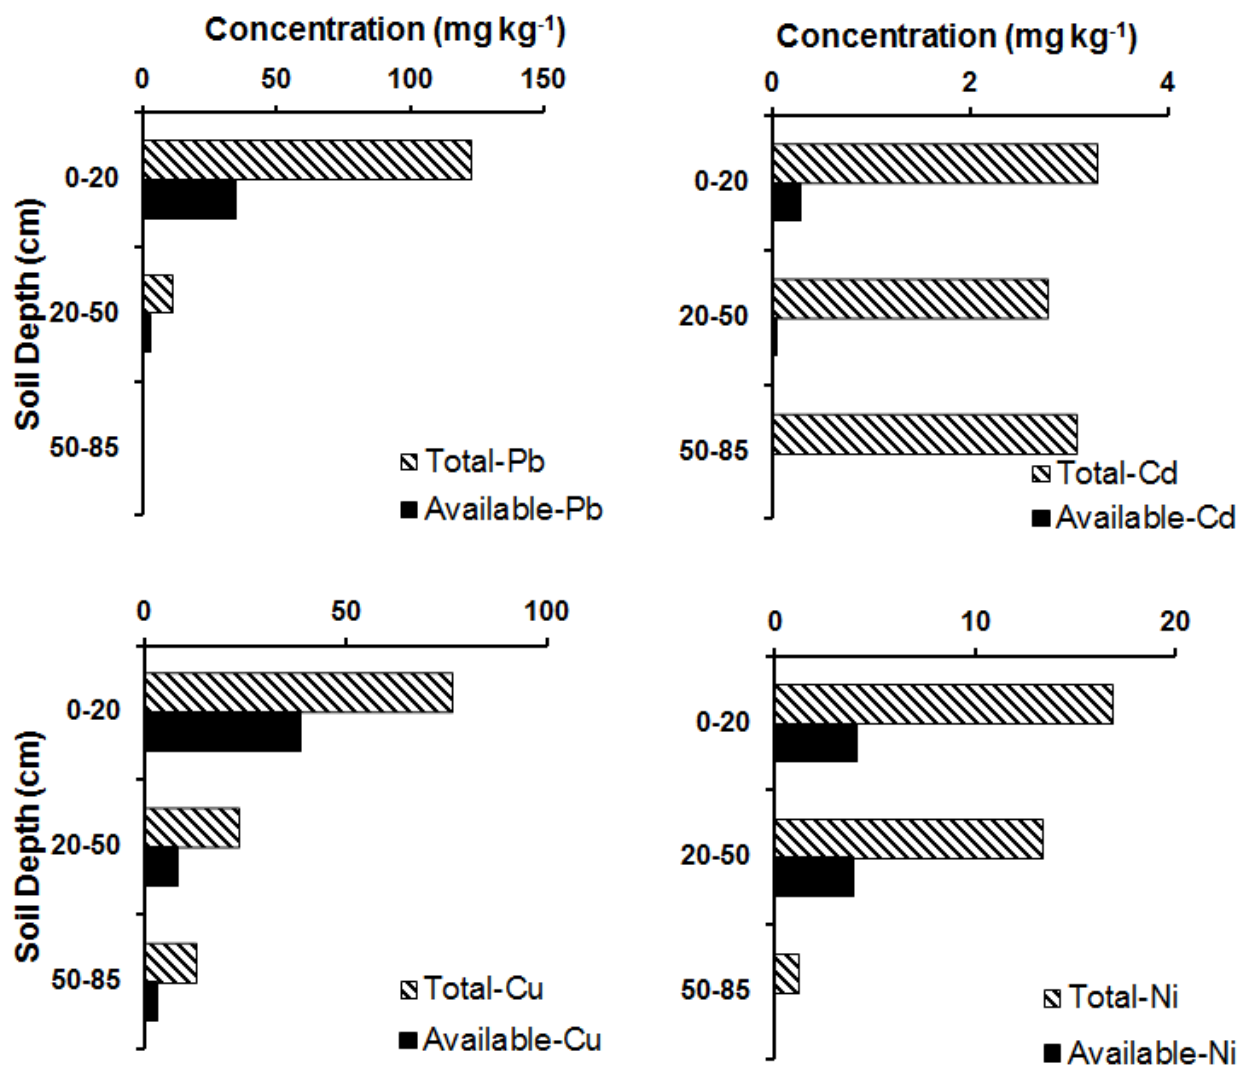 Concentration (mg kg-1)
0 50 100 150
0-20
20-50
50-85
Soil Depth (cm)
Total-Pb
Available-Pb
Concentration (mg kg-1)
0 2 4
0-20
20-50
50-85
Total-Cd
Available-Cd
0 50 100
0-20
20-50
50-85
Soil Depth (cm)
Total-Cu
Available-Cu
0 10 20
0-20
20-50
50-85
Total-Ni
Available-Ni